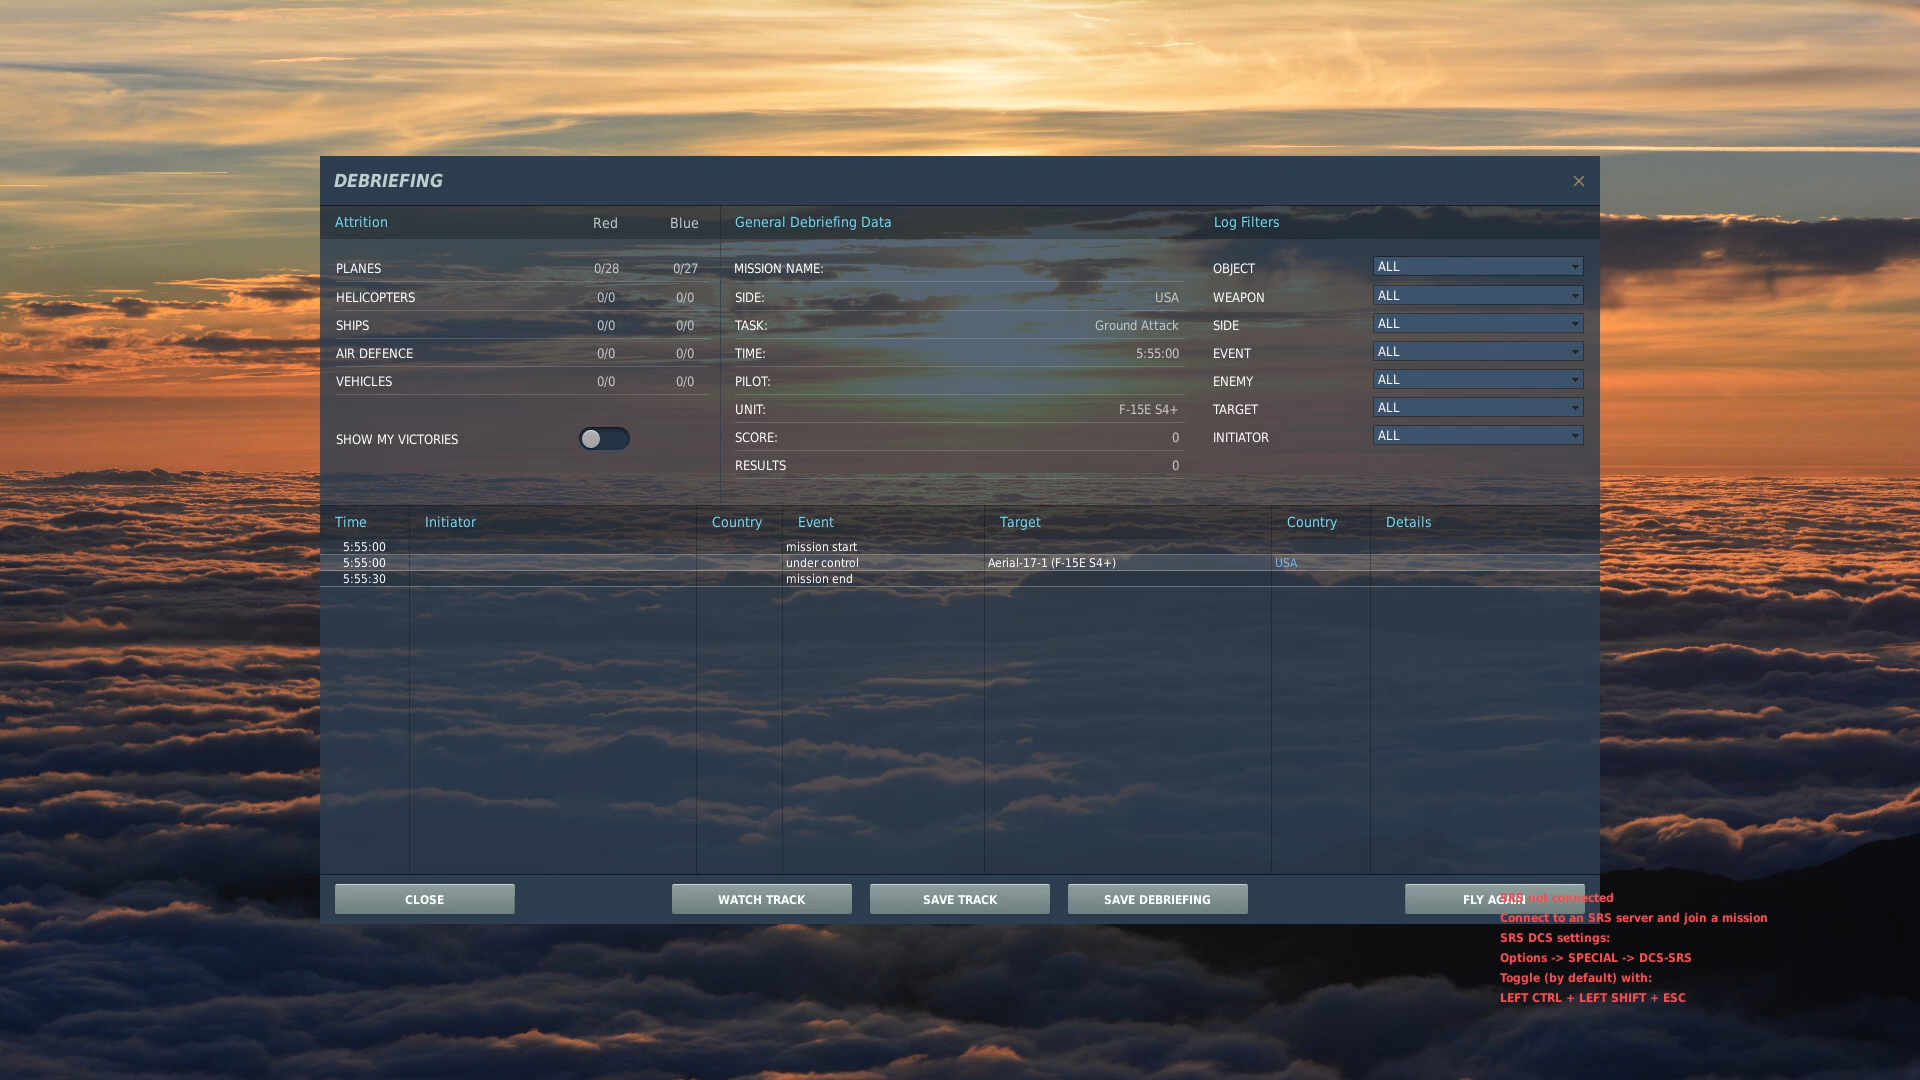 DEBRIEFING
Attrition Red Blue General Debriefing Data Log Filters
PLANES 0/28 0/27 MISSION NAME: OBJECT ALL
HELICOPTERS 0/0 0/0 SIDE: USA WEAPON ALL
SHIPS 0/0 0/0 TASK: Ground Attack SIDE ALL
AIR DEFENCE 0/0 0/0 TIME: 5:55:00 EVENT ALL
VEHICLES 0/0 0/0 PILOT: ENEMY ALL
UNIT: F-15E S4+ TARGET ALL
SHOW MY VICTORIES SCORE: 0 INITIATOR ALL
RESULTS 0
Time Initiator Country Event Target Country Details
5:55:00 mission start
5:55:00 under control Aerial-17-1 (F-15E S4+) USA
5:55:30 mission end
CLOSE WATCH TRACK SAVE TRACK SAVE DEBRIEFING FLY AGAIN
SRS not connected
Connect to an SRS server and join a mission
SRS DCS settings:
Options -> SPECIAL -> DCS-SRS
Toggle (by default) with:
LEFT CTRL + LEFT SHIFT + ESC